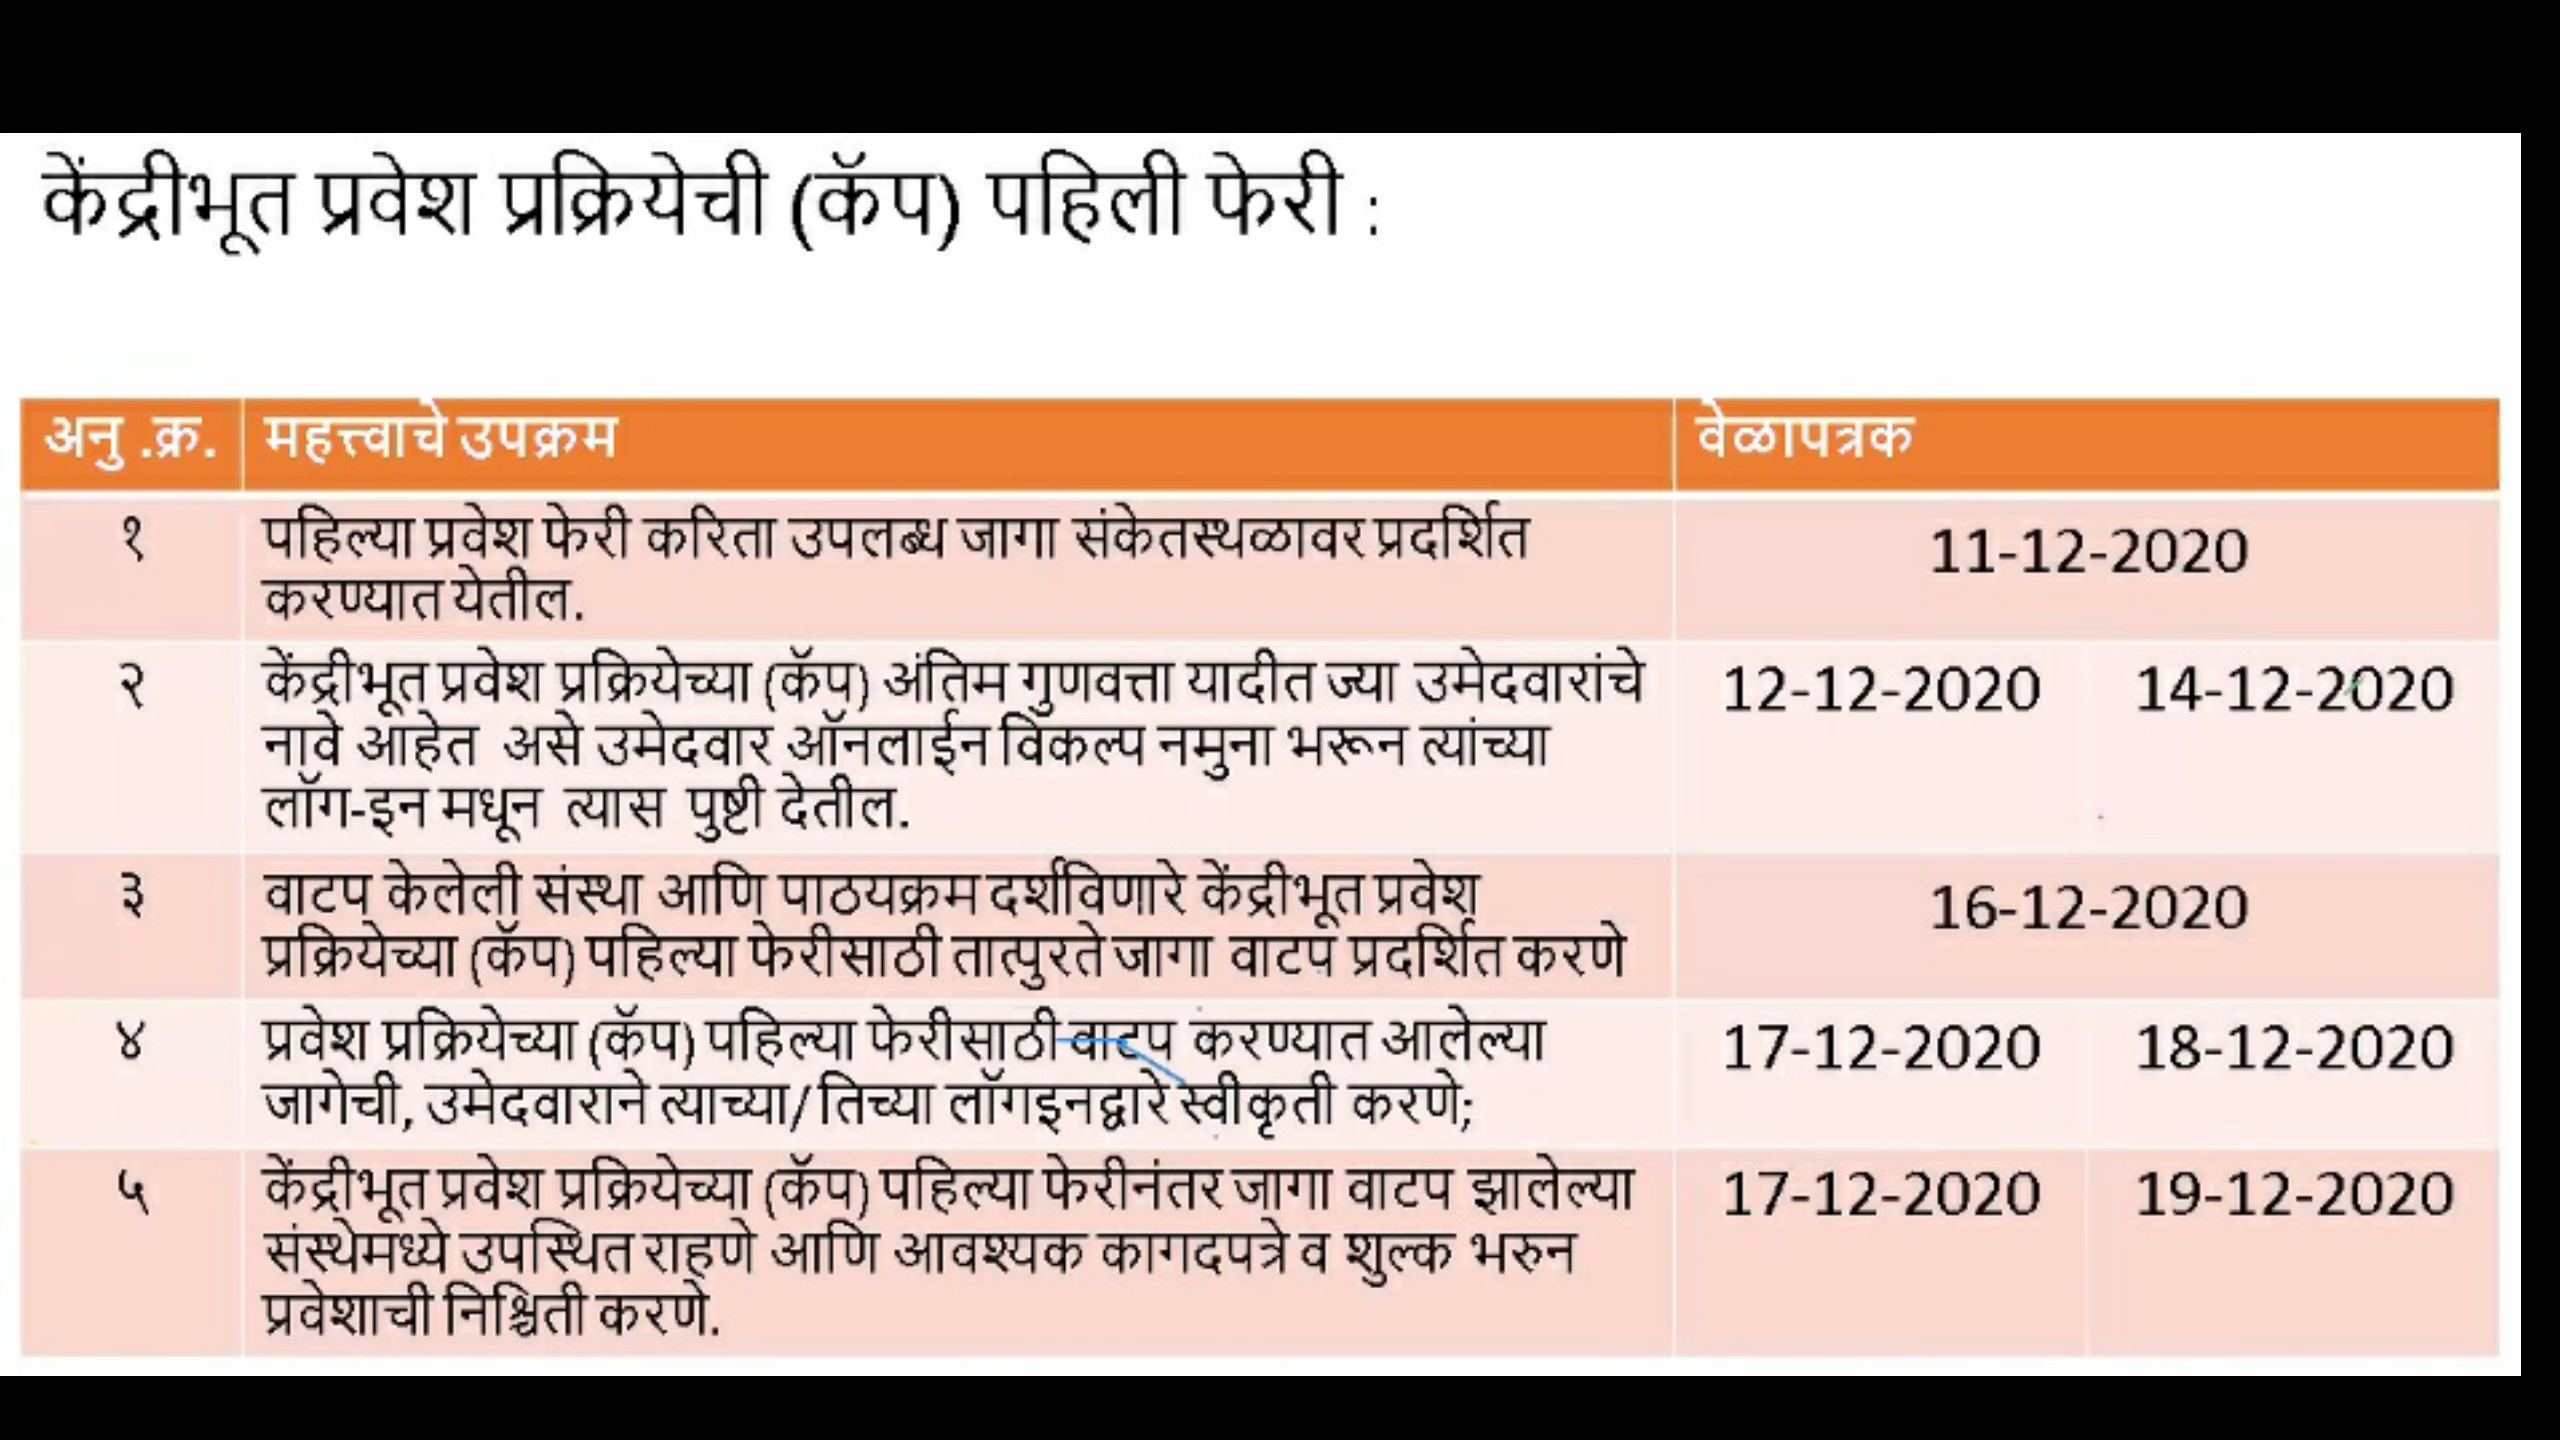 केंद्रीभूत प्रवेश प्रक्रियेची (कॅप) पहिली फेरी :
अनु .क्र. महत्त्वाचे उपक्रम वेळापत्रक
१ पहिल्या प्रवेश फेरी करिता उपलब्ध जागा संकेतस्थळावर प्रदर्शित 11-12-2020
करण्यात येतील.
२ केंद्रीभूत प्रवेश प्रक्रियेच्या (कॅप) अंतिम गुणवत्ता यादीत ज्या उमेदवारांचे 12-12-2020 14-12-2020
नावे आहेत असे उमेदवार ऑनलाईन विकल्प नमुना भरून त्यांच्या
लॉग-इन मधून त्यास पुष्टी देतील.
३ वाटप केलेली संस्था आणि पाठयक्रम दर्शविणारे केंद्रीभूत प्रवेश 16-12-2020
प्रक्रियेच्या (कॅप) पहिल्या फेरीसाठी तात्पुरते जागा वाटप प्रदर्शित करणे
४ प्रवेश प्रक्रियेच्या (कॅप) पहिल्या फेरीसाठी वाटप करण्यात आलेल्या 17-12-2020 18-12-2020
जागेची, उमेदवाराने त्याच्या/तिच्या लॉगइनद्वारे स्वीकृती करणे;
५ केंद्रीभूत प्रवेश प्रक्रियेच्या (कॅप) पहिल्या फेरीनंतर जागा वाटप झालेल्या 17-12-2020 19-12-2020
संस्थेमध्ये उपस्थित राहणे आणि आवश्यक कागदपत्रे व शुल्क भरुन
प्रवेशाची निश्चिती करणे.